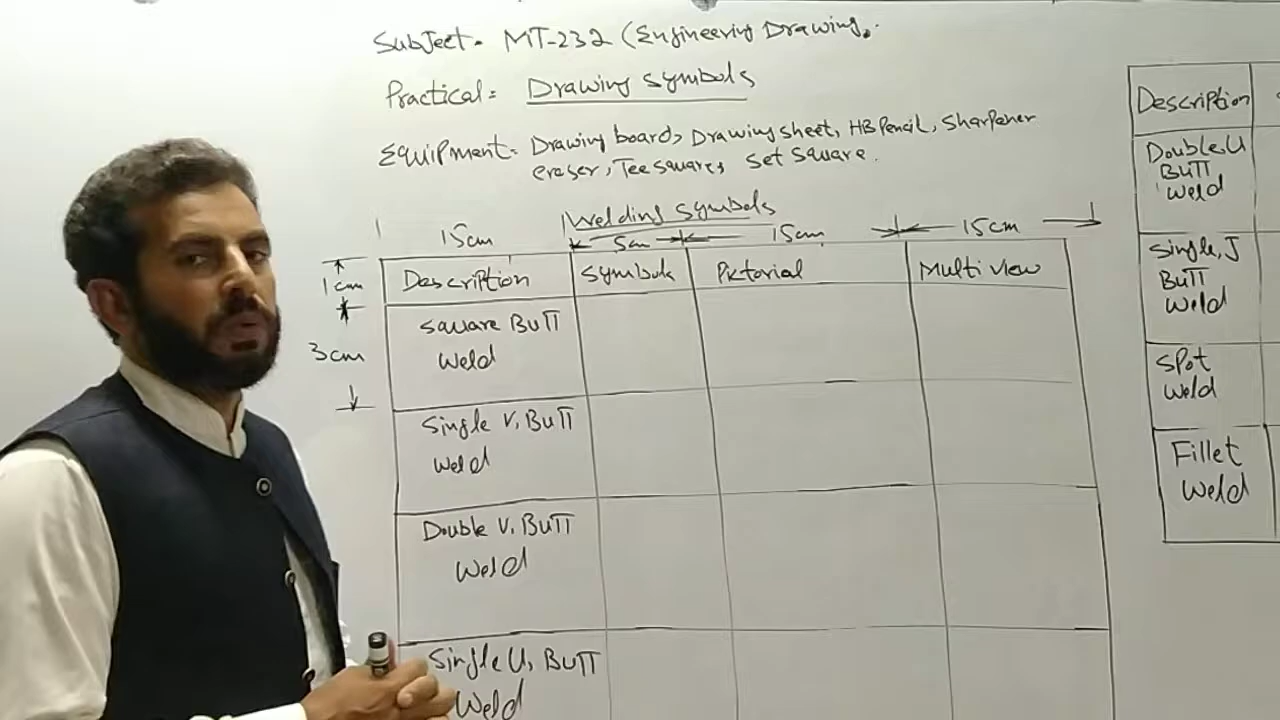 Subject = MT-232 (Engineering Drawing.
Practical = Drawing symbols
Equipment = Drawing board, Drawing sheet, HB Pencil, Sharpener
eraser, Tee squares, Set Square.
Welding Symbols
15cm 5cm 15cm 15cm
1cm
3cm
Description Symbols Pictorial Multi view
Square Butt
Weld
Single V, Butt
Weld
Double V, Butt
Weld
Single U, Butt
Weld
Description
Double, U
Butt
Weld
Single, J
Butt
Weld
Spot
Weld
Fillet
Weld